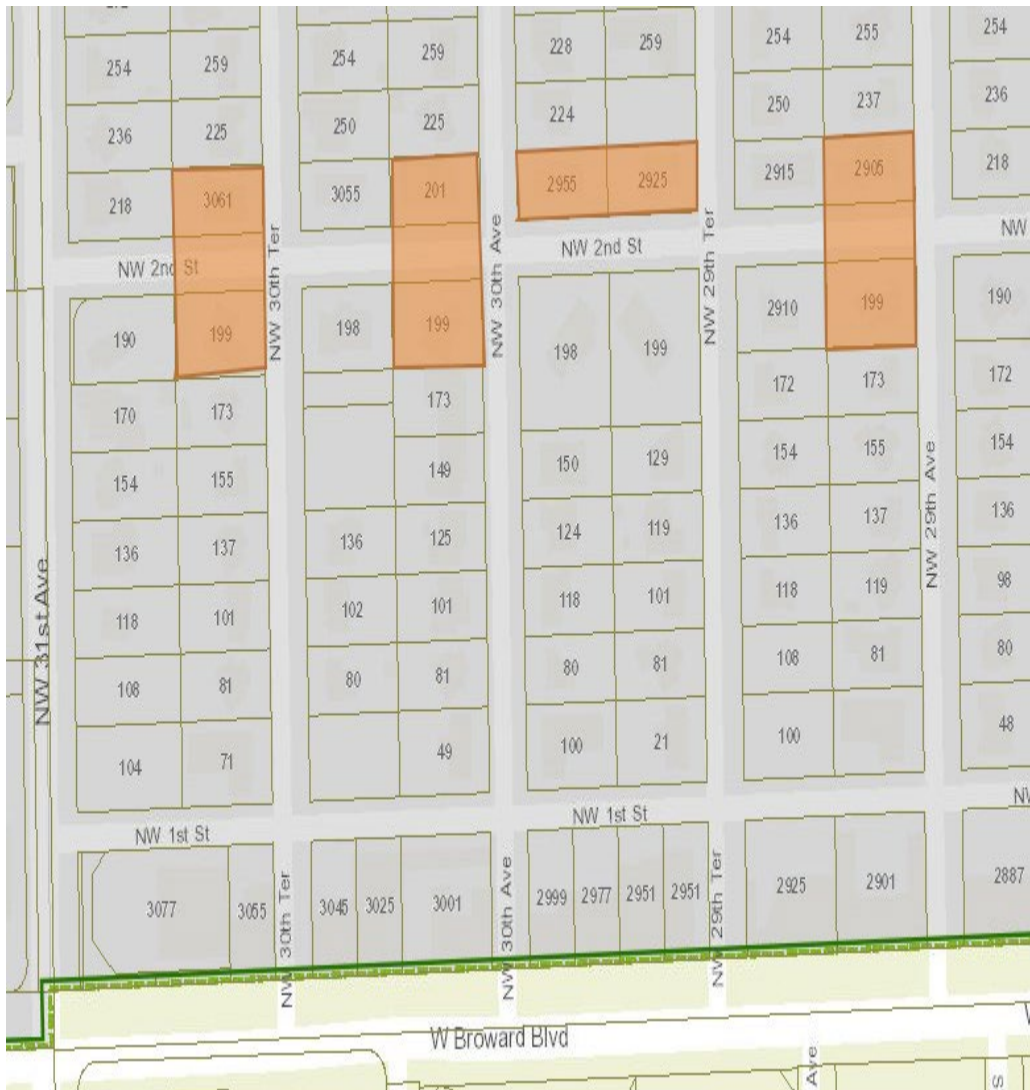 254 259 254 259 228 259 254 255 254
236 225 250 225 224 250 237 236
218 3061 3055 201 2955 2925 2915 2905 218
NW 2nd St
NW 2nd St
NW
NW 30th Ter
NW 30th Ave
NW 29th Ter
190 199 198 199 198 199 2910 199 190
170 173 173 172 173 172
154 155 149 150 129 154 155 154
136 137 136 125 124 119 136 137 136
118 101 102 101 118 101 118 119 98
108 81 80 81 80 81 108 81 80
104 71 49 100 21 100 48
NW 31st Ave
NW 29th Ave
NW 1st St
NW 1st St
3077 3055 3045 3025 3001 2999 2977 2951 2951 2925 2901 2887
NW 30th Ter
NW 30th Ave
NW 29th Ter
W Broward Blvd
Ave
S